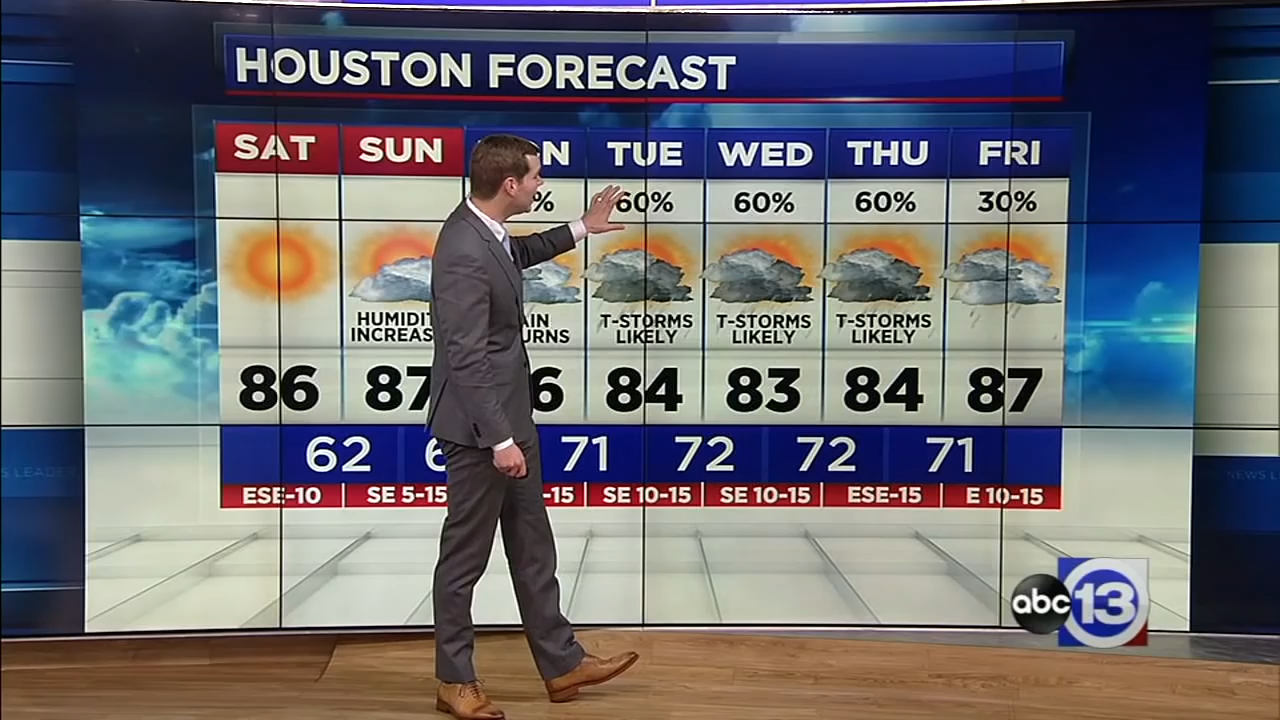 HOUSTON FORECAST
SAT SUN TUE WED THU FRI
60% 60% 60% 30%
T-STORMS T-STORMS T-STORMS
LIKELY LIKELY LIKELY
86 87 84 83 84 87
62 71 72 72 71
ESE-10 SE 5-15 SE 10-15 SE 10-15 ESE-15 E 10-15
abc 13